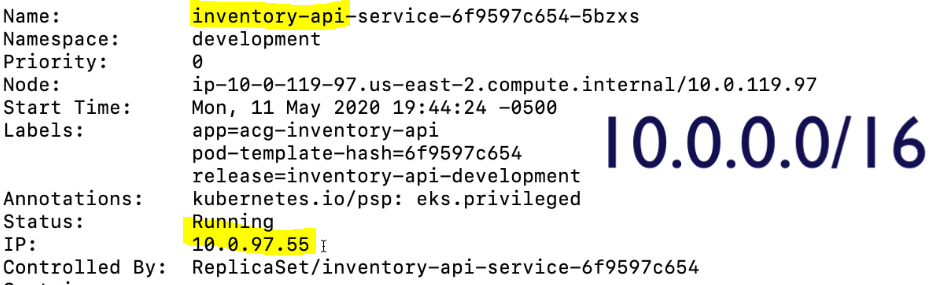 Name: inventory-api-service-6f9597c654-5bzxs
Namespace: development
Priority: 0
Node: ip-10-0-119-97.us-east-2.compute.internal/10.0.119.97
Start Time: Mon, 11 May 2020 19:44:24 -0500
Labels: app=acg-inventory-api
pod-template-hash=6f9597c654
release=inventory-api-development
10.0.0.0/16
Annotations: kubernetes.io/psp: eks.privileged
Status: Running
IP: 10.0.97.55
Controlled By: ReplicaSet/inventory-api-service-6f9597c654